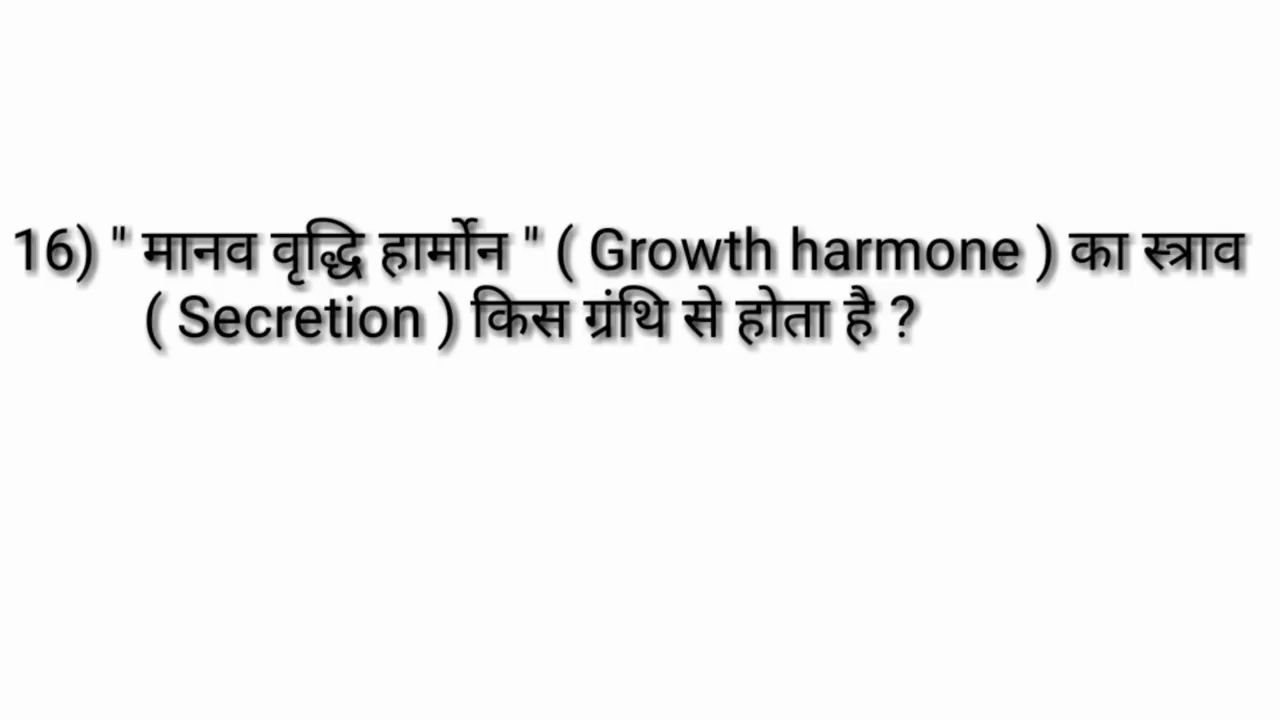 16) " मानव वृद्धि हार्मोन " ( Growth harmone ) का स्त्राव
( Secretion ) किस ग्रंथि से होता है ?